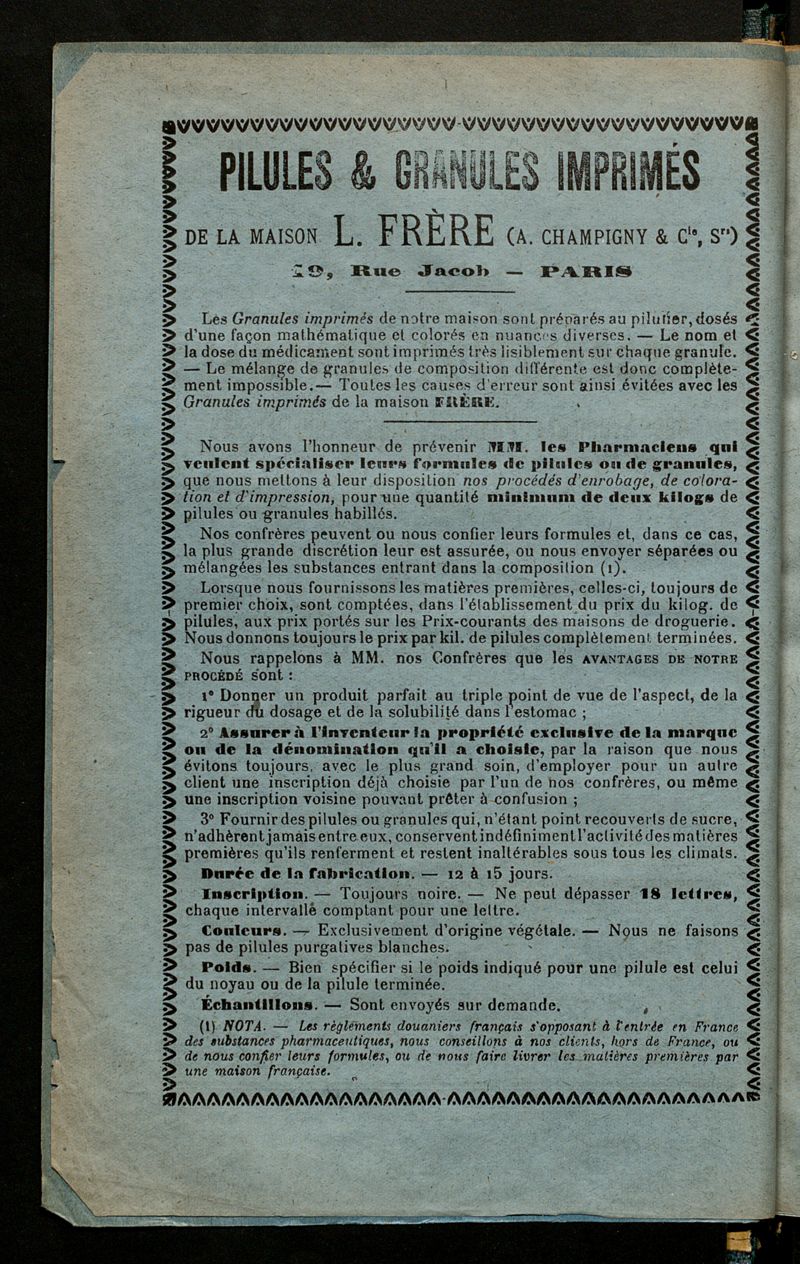 PILULES & GRANULES IMPRIMÉS
DE LA MAISON L. FRÈRE (A. CHAMPIGNY & Cie, Srs)
19, Rue Jacob — PARIS
Les Granules imprimés de notre maison sont préparés au pilulier, dosés
d'une façon mathématique et colorés en nuances diverses. — Le nom et
la dose du médicament sont imprimés très lisiblement sur chaque granule.
— Le mélange de granules de composition différente est donc complète-
ment impossible.— Toutes les causes d'erreur sont ainsi évitées avec les
Granules imprimés de la maison FRÈRE.
Nous avons l'honneur de prévenir MM. les Pharmaciens qui
veulent spécialiser leurs formules de pilules ou de granules,
que nous mettons à leur disposition nos procédés d'enrobage, de colora-
tion et d'impression, pour une quantité minimum de deux kilogs de
pilules ou granules habillés.
Nos confrères peuvent ou nous confier leurs formules et, dans ce cas,
la plus grande discrétion leur est assurée, ou nous envoyer séparées ou
mélangées les substances entrant dans la composition (1).
Lorsque nous fournissons les matières premières, celles-ci, toujours de
premier choix, sont comptées, dans l'établissement du prix du kilog. de
pilules, aux prix portés sur les Prix-courants des maisons de droguerie.
Nous donnons toujours le prix par kil. de pilules complètement terminées.
Nous rappelons à MM. nos Confrères que les AVANTAGES DE NOTRE
PROCÉDÉ sont :
1° Donner un produit parfait au triple point de vue de l'aspect, de la
rigueur du dosage et de la solubilité dans l'estomac ;
2° Assurer à l'inventeur la propriété exclusive de la marque
ou de la dénomination qu'il a choisie, par la raison que nous
évitons toujours, avec le plus grand soin, d'employer pour un autre
client une inscription déjà choisie par l'un de nos confrères, ou même
une inscription voisine pouvant prêter à confusion ;
3° Fournir des pilules ou granules qui, n'étant point recouverts de sucre,
n'adhèrent jamais entre eux, conservent indéfiniment l'activité des matières
premières qu'ils renferment et restent inaltérables sous tous les climats.
Durée de la fabrication. — 12 à 15 jours.
Inscription. — Toujours noire. — Ne peut dépasser 18 lettres,
chaque intervalle comptant pour une lettre.
Couleurs. — Exclusivement d'origine végétale. — Nous ne faisons
pas de pilules purgatives blanches.
Poids. — Bien spécifier si le poids indiqué pour une pilule est celui
du noyau ou de la pilule terminée.
Échantillons. — Sont envoyés sur demande.
(1) NOTA. — Les règlements douaniers français s'opposant à l'entrée en France
des substances pharmaceutiques, nous conseillons à nos clients, hors de France, ou
de nous confier leurs formules, ou de nous faire livrer les matières premières par
une maison française.